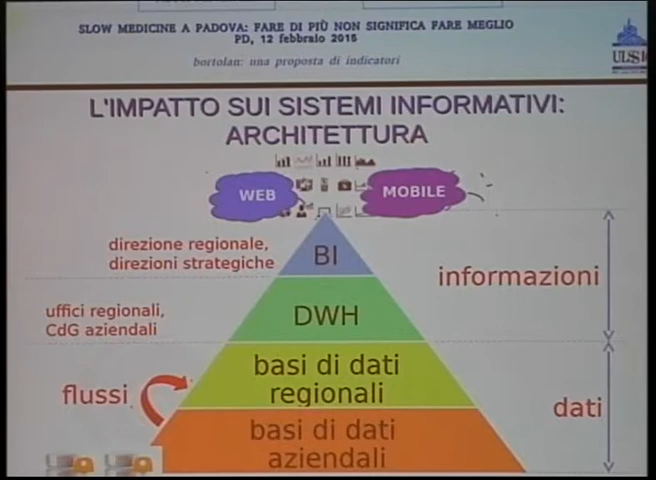 SLOW MEDICINE A PADOVA: FARE DI PIÙ NON SIGNIFICA FARE MEGLIO
PD, 12 febbraio 2015
bortolan: una proposta di indicatori
L'IMPATTO SUI SISTEMI INFORMATIVI:
ARCHITETTURA
WEB
MOBILE
direzione regionale,
direzioni strategiche
BI
informazioni
uffici regionali,
CdG aziendali
DWH
basi di dati
regionali
flussi
dati
basi di dati
aziendali